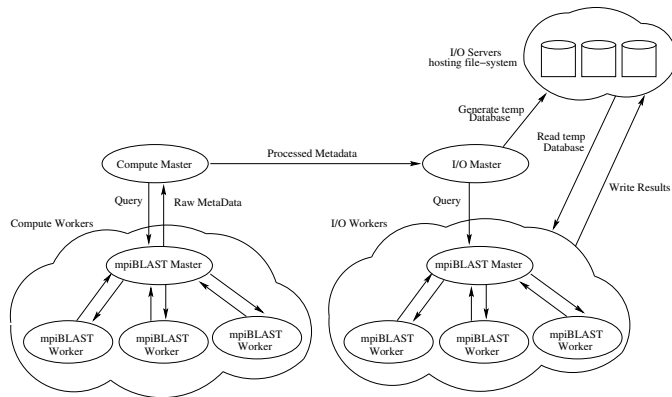 I/O Servers
hosting file-system
Generate temp
Database
Read temp
Database
Processed Metadata
Compute Master
I/O Master
Write Results
Query
Raw MetaData
Query
Compute Workers
I/O Workers
mpiBLAST Master
mpiBLAST Master
mpiBLAST
Worker
mpiBLAST
Worker
mpiBLAST
Worker
mpiBLAST
Worker
mpiBLAST
Worker
mpiBLAST
Worker